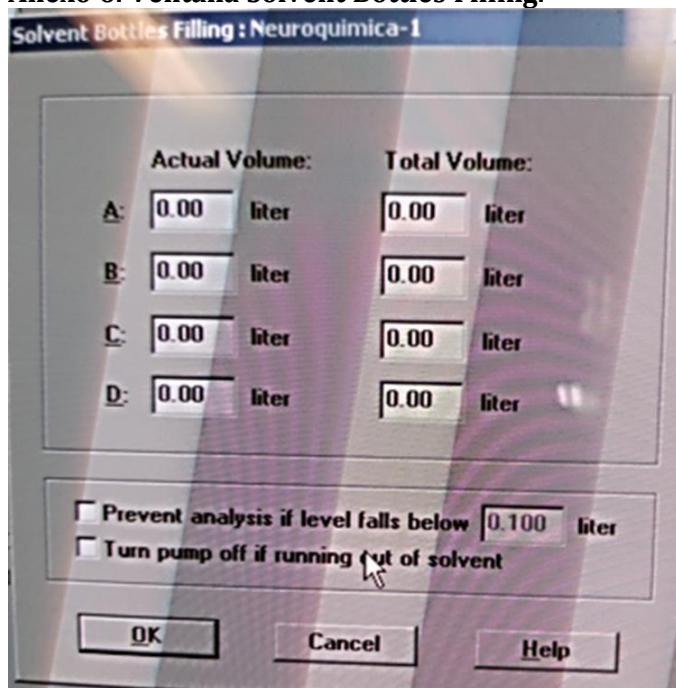 Solvent Bottles Filling : Neuroquimica-1
Actual Volume: Total Volume:
A: 0.00 liter 0.00 liter
B: 0.00 liter 0.00 liter
C: 0.00 liter 0.00 liter
D: 0.00 liter 0.00 liter
Prevent analysis if level falls below 0.100 liter
Turn pump off if running out of solvent
OK Cancel Help